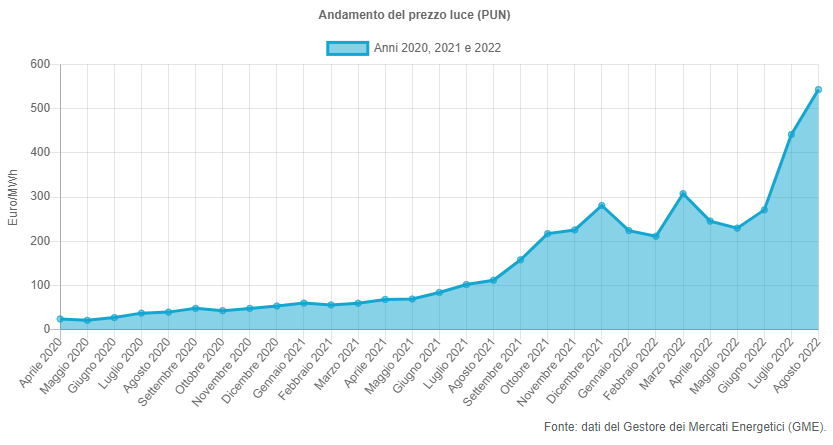 Andamento del prezzo luce (PUN)
Anni 2020, 2021 e 2022
600
500
400
300
200
100
0
Euro/MWh
Aprile 2020
Maggio 2020
Giugno 2020
Luglio 2020
Agosto 2020
Settembre 2020
Ottobre 2020
Novembre 2020
Dicembre 2020
Gennaio 2021
Febbraio 2021
Marzo 2021
Aprile 2021
Maggio 2021
Giugno 2021
Luglio 2021
Agosto 2021
Settembre 2021
Ottobre 2021
Novembre 2021
Dicembre 2021
Gennaio 2022
Febbraio 2022
Marzo 2022
Aprile 2022
Maggio 2022
Giugno 2022
Luglio 2022
Agosto 2022
Fonte: dati del Gestore dei Mercati Energetici (GME).